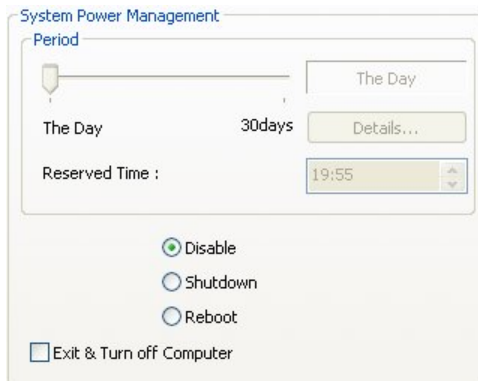 System Power Management
Period
The Day
The Day 30days Details...
Reserved Time : 19:55
Disable
Shutdown
Reboot
Exit & Turn off Computer